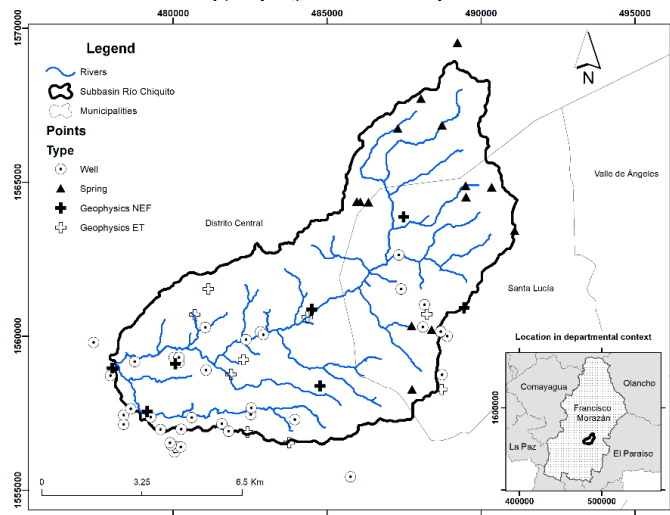 480000 485000 490000 495000
1570000
1565000
1560000
1555000
Legend
Rivers
Subbasin Río Chiquito
Municipalities
Points
Type
Well
Spring
Geophysics NEF
Geophysics ET
N
Valle de Ángeles
Distrito Central
Santa Lucía
0 3.25 6.5 Km
Location in departmental context
Comayagua
Olancho
Francisco
Morazán
La Paz
El Paraiso
1600000
400000 500000